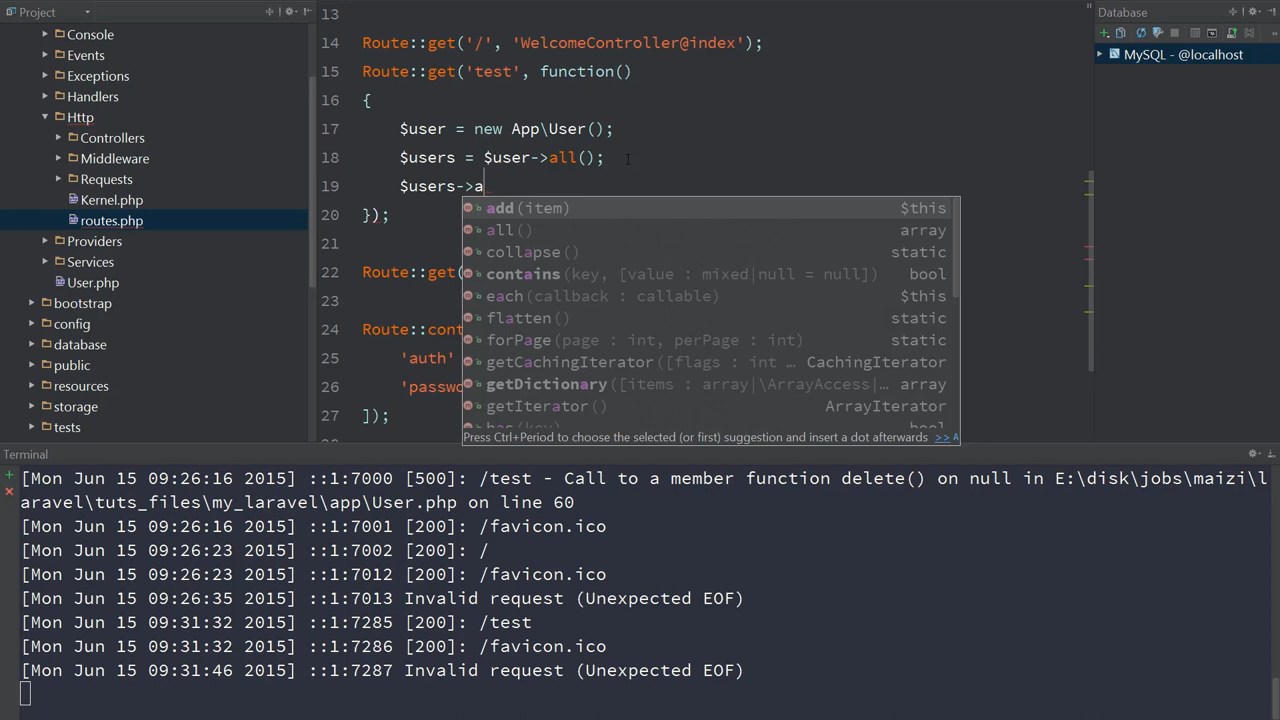 Project
Console
Events
Exceptions
Handlers
Http
Controllers
Middleware
Requests
Kernel.php
routes.php
Providers
Services
User.php
bootstrap
config
database
public
resources
storage
tests
13
14 Route::get('/', 'WelcomeController@index');
15 Route::get('test', function()
16 {
17 $user = new App\User();
18 $users = $user->all();
19 $users->a
20 });
21
22 Route::get(
23
24 Route::cont
25 'auth'
26 'passwo
27 ]);
add(item) $this
all() array
collapse() static
contains(key, [value : mixed|null = null]) bool
each(callback : callable) $this
flatten() static
forPage(page : int, perPage : int) static
getCachingIterator([flags : int … CachingIterator
getDictionary([items : array|\ArrayAccess|… array
getIterator() ArrayIterator
has(key) bool
Press Ctrl+Period to choose the selected (or first) suggestion and insert a dot afterwards >>
Database
MySQL - @localhost
Terminal
[Mon Jun 15 09:26:16 2015] ::1:7000 [500]: /test - Call to a member function delete() on null in E:\disk\jobs\maizi\l
aravel\tuts_files\my_laravel\app\User.php on line 60
[Mon Jun 15 09:26:16 2015] ::1:7001 [200]: /favicon.ico
[Mon Jun 15 09:26:23 2015] ::1:7002 [200]: /
[Mon Jun 15 09:26:23 2015] ::1:7012 [200]: /favicon.ico
[Mon Jun 15 09:26:35 2015] ::1:7013 Invalid request (Unexpected EOF)
[Mon Jun 15 09:31:32 2015] ::1:7285 [200]: /test
[Mon Jun 15 09:31:32 2015] ::1:7286 [200]: /favicon.ico
[Mon Jun 15 09:31:46 2015] ::1:7287 Invalid request (Unexpected EOF)